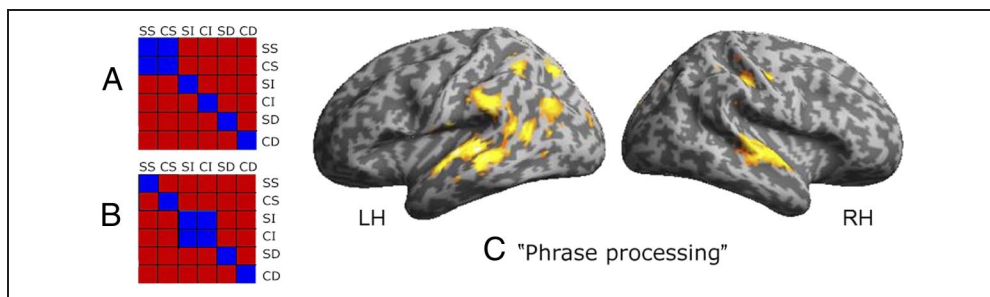 SS CS SI CI SD CD
SS
CS
SI
CI
SD
CD
A
SS CS SI CI SD CD
SS
CS
SI
CI
SD
CD
B
LH
RH
C "Phrase processing"